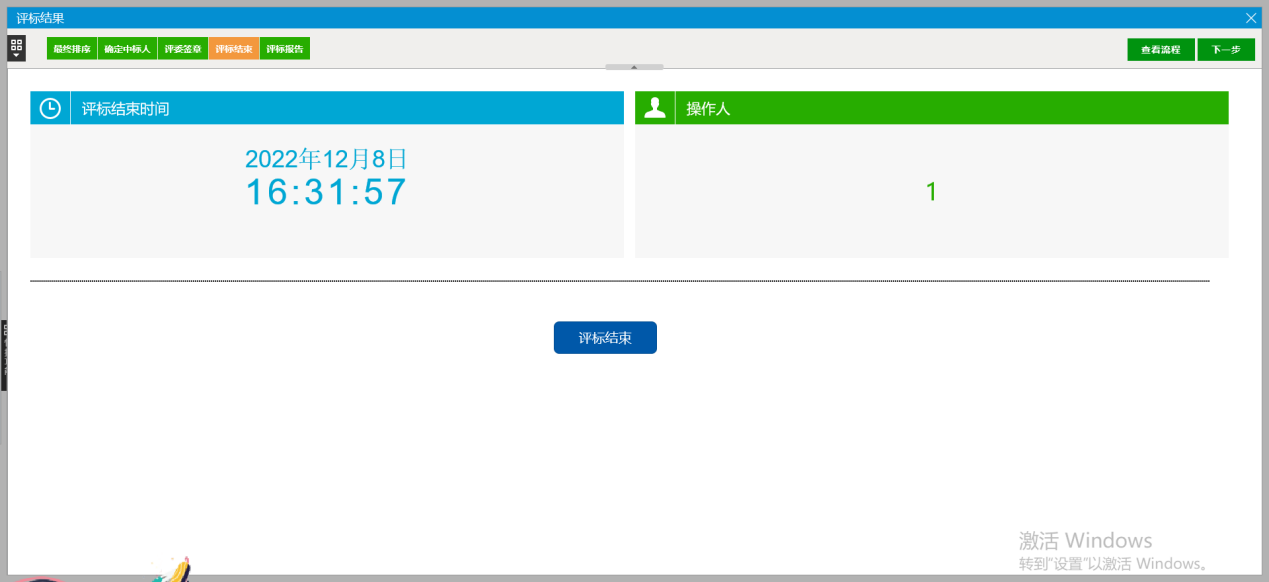 评标结果
最终排序 确定中标人 评委签章 评标结束 评标报告
查看流程 下一步
评标结束时间
操作人
2022年12月8日
16:31:57
1
评标结束
激活 Windows
转到"设置"以激活 Windows。